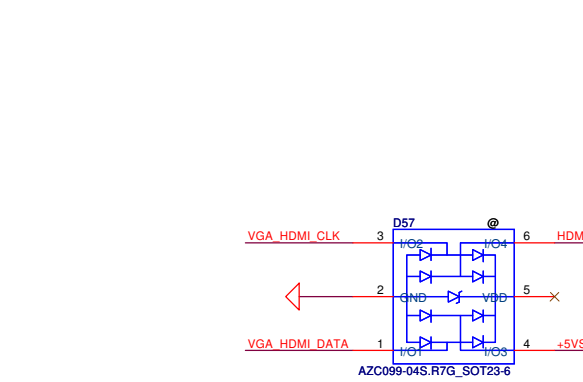 D57 @
VGA_HDMI_CLK 3 I/O2 I/O4 6 HDM
2 GND VDD 5
VGA_HDMI_DATA 1 I/O1 I/O3 4 +5VS
AZC099-04S.R7G_SOT23-6